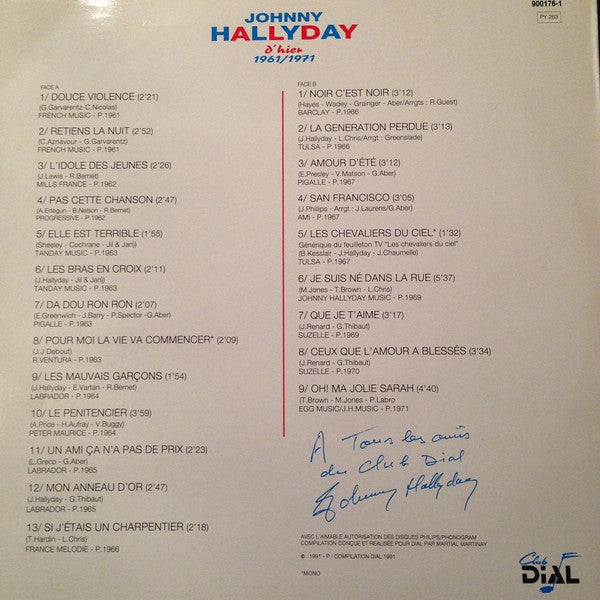 900176-1
PY 263
JOHNNY
HALLYDAY
d'hier
1961/1971
FACE A
1/ DOUCE VIOLENCE (2'21)
(G.Garvarentz-C.Nicolas)
FRENCH MUSIC - P.1961
2/ RETIENS LA NUIT (2'52)
(C.Aznavour - G.Garvarentz)
FRENCH MUSIC - P.1961
3/ L'IDOLE DES JEUNES (2'26)
(J.Lewis - R.Bernet)
MILLS FRANCE - P.1962
4/ PAS CETTE CHANSON (2'47)
(A.Ertegun - B.Nelson - R.Bernet)
PROGRESSIVE - P.1962
5/ ELLE EST TERRIBLE (1'55)
(Sheeley - Cochrane - Jil & Jan)
TANDAY MUSIC - P.1963
6/ LES BRAS EN CROIX (2'11)
(J.Hallyday - Jil & Jan)
TANDAY MUSIC - P.1963
7/ DA DOU RON RON (2'07)
(E.Greenwich - J.Barry - P.Spector -G.Aber)
PIGALLE - P.1963
8/ POUR MOI LA VIE VA COMMENCER* (2'09)
(J.J Debout)
R.VENTURA - P.1963
9/ LES MAUVAIS GARÇONS (1'54)
(J.Hallyday - E.Vartan - R.Bernet)
LABRADOR - P.1964
10/ LE PENITENCIER (3'59)
(A.Price - H.Aufray - V.Buggy)
PETER MAURICE - P.1964
11/ UN AMI ÇA N'A PAS DE PRIX (2'23)
(L.Greco - G.Aber)
LABRADOR - P.1965
12/ MON ANNEAU D'OR (2'47)
(J.Hallyday - G.Thibaut)
LABRADOR - P.1965
13/ SI J'ÉTAIS UN CHARPENTIER (2'18)
(T.Hardin - L.Chris)
FRANCE MELODIE - P.1966
FACE B
1/ NOIR C'EST NOIR (3'12)
(Hayes - Wadey - Grainger - Aber/Arrgts : R.Guest)
BARCLAY - P.1966
2/ LA GENERATION PERDUE (3'13)
(J.Hallyday - L.Chris/Arrgt : Greenslade)
TULSA - P.1966
3/ AMOUR D'ÉTÉ (3'12)
(E.Presley - V.Matson - G.Aber)
PIGALLE - P.1967
4/ SAN FRANCISCO (3'05)
(J.Phillips - Arrgt : J.Laurens/G.Aber)
AMI - P.1967
5/ LES CHEVALIERS DU CIEL* (1'32)
Générique du feuilleton TV "Les chevaliers du ciel"
(B.Kesslair - J.Hallyday - J.Chaumelle)
TULSA - P.1967
6/ JE SUIS NÉ DANS LA RUE (5'37)
(M.Jones - T.Brown - L.Chris)
JOHNNY HALLYDAY MUSIC - P.1969
7/ QUE JE T'AIME (3'17)
(J.Renard - G.Thibaut)
SUZELLE - P.1969
8/ CEUX QUE L'AMOUR A BLESSÉS (3'34)
(J.Renard - G.Thibaut)
SUZELLE - P.1970
9/ OH! MA JOLIE SARAH (4'40)
(T.Brown - M.Jones - P.Labro)
EGG MUSIC/J.H.MUSIC - P.1971
A Tous les amis
du Club Dial
Johnny Hallyday
AVEC L'AIMABLE AUTORISATION DES DISQUES PHILIPS/PHONOGRAM
COMPILATION CONÇUE ET REALISÉE POUR DIAL PAR MARTIAL MARTINAY
© : 1991 - P : COMPILATION DIAL 1991
*MONO
Club
DIAL